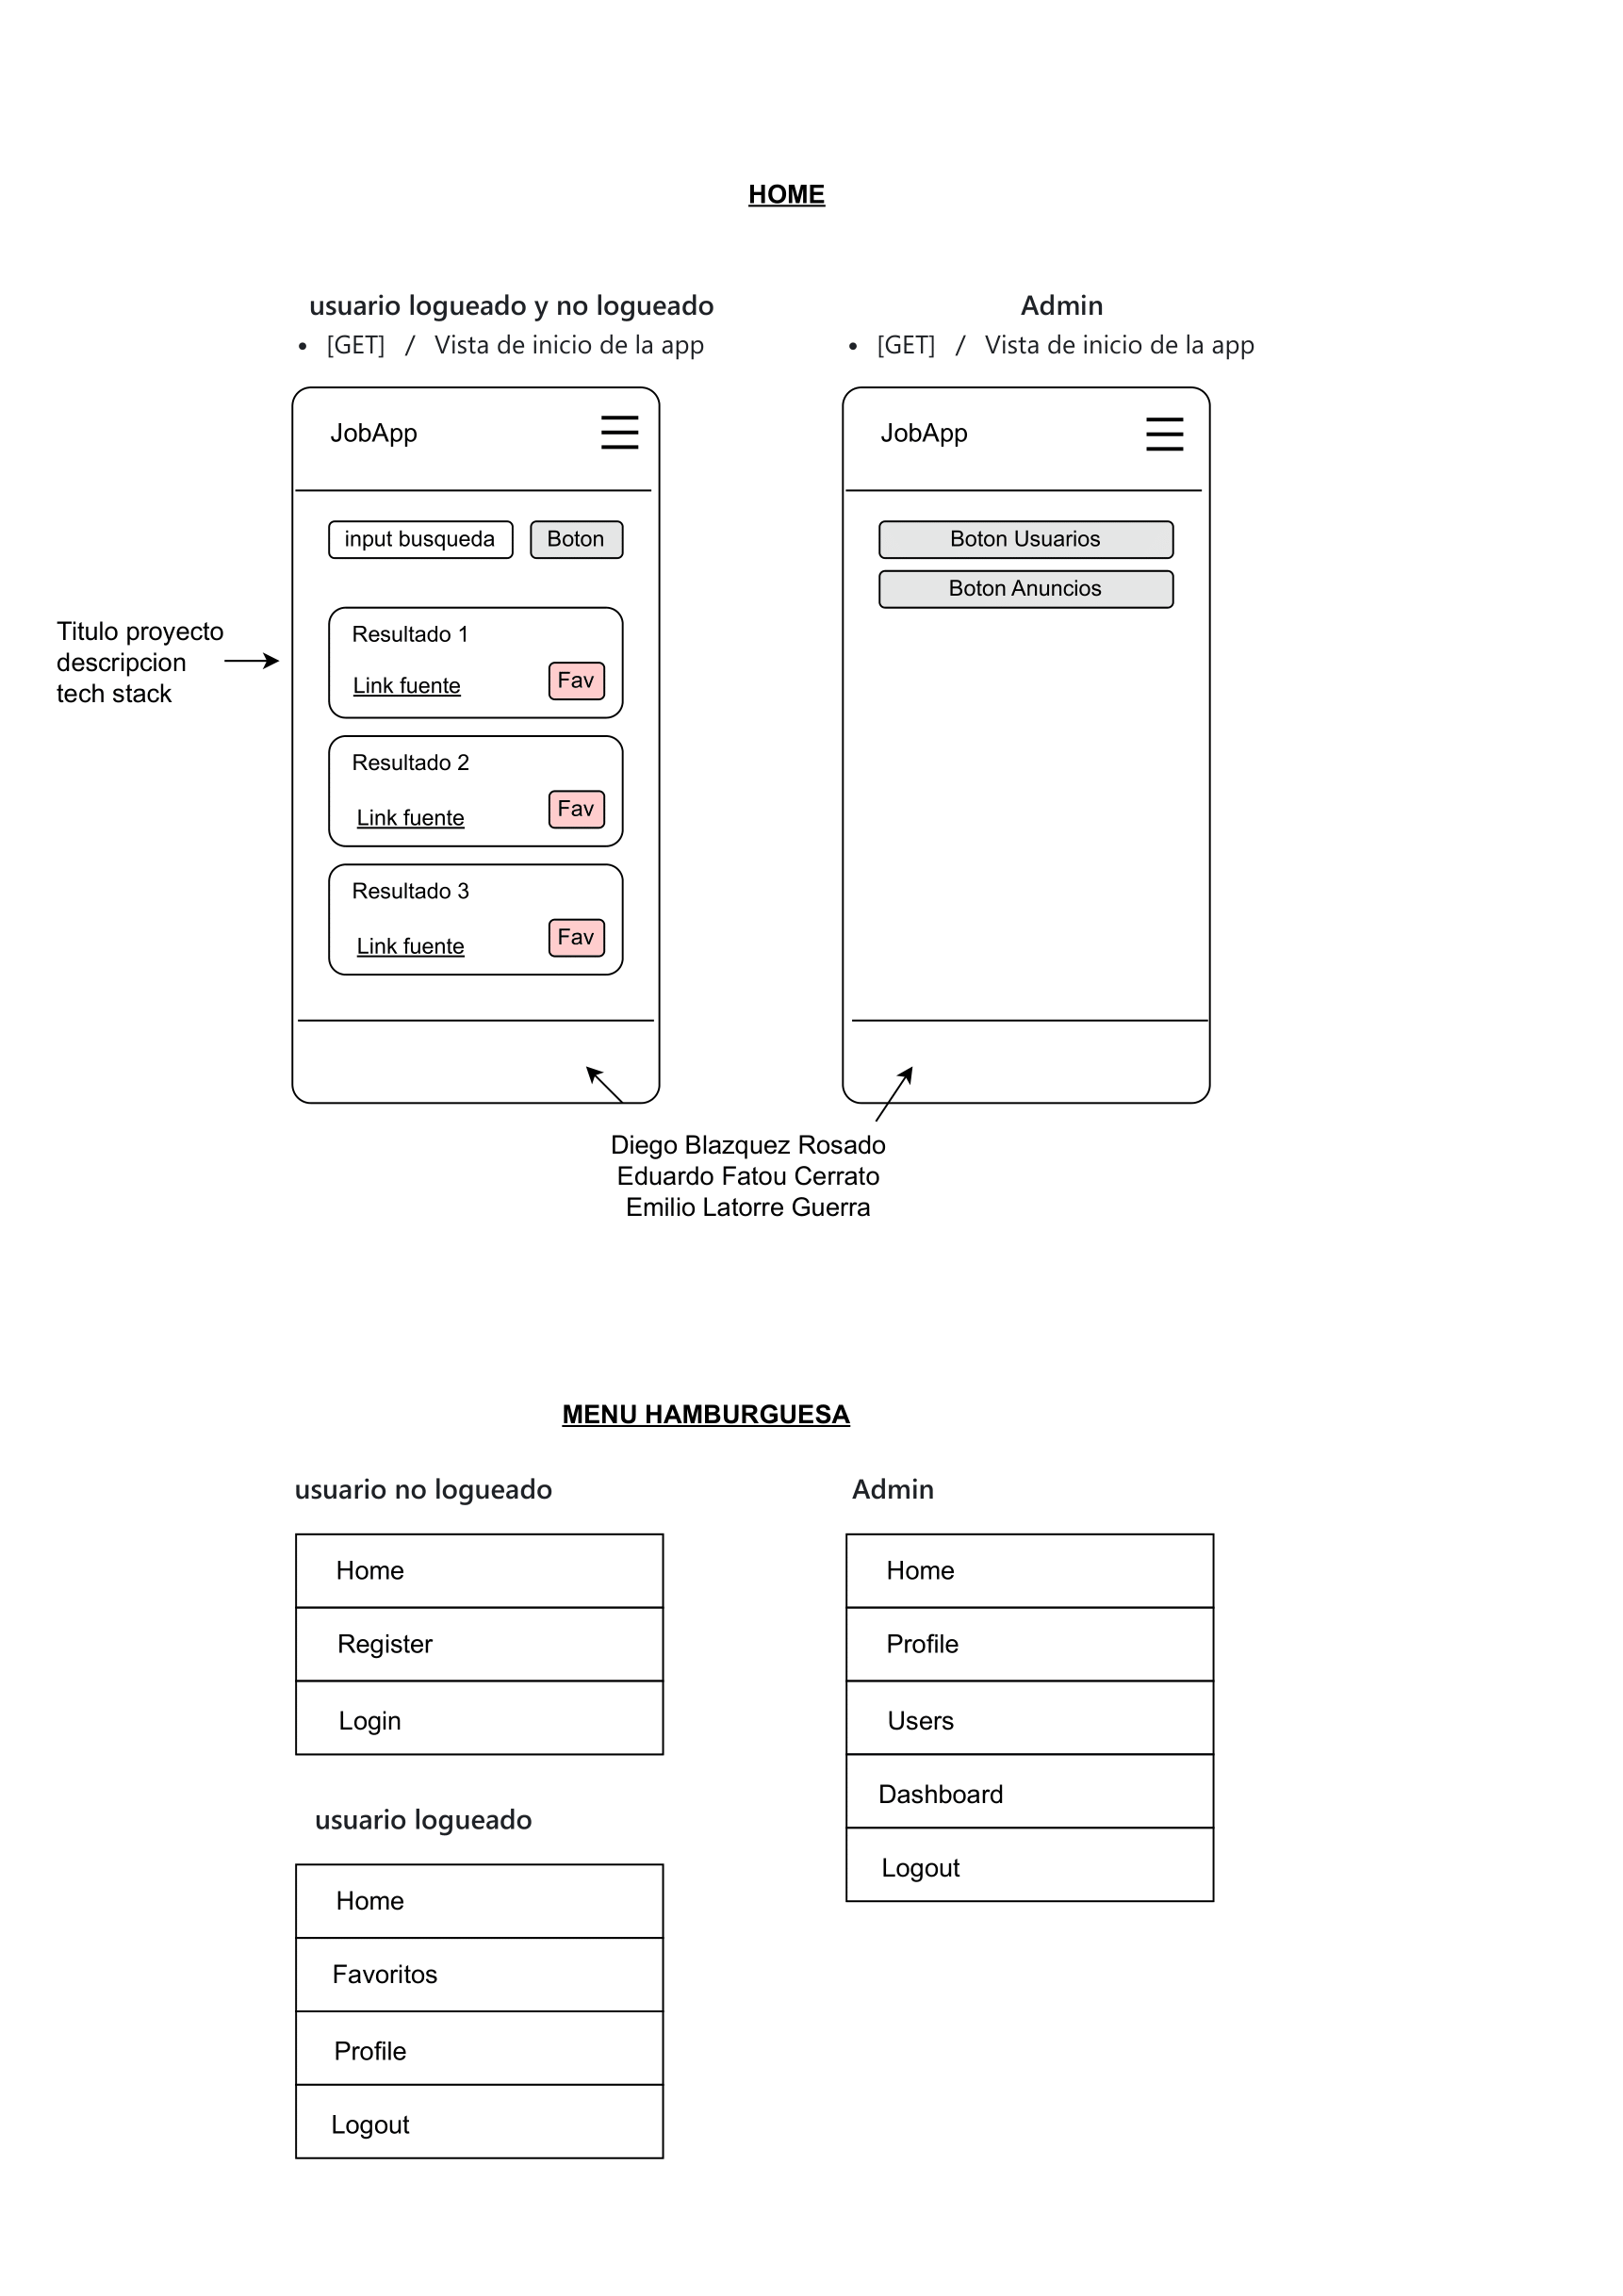 HOME
usuario logueado y no logueado
• [GET] / Vista de inicio de la app
JobApp
input busqueda
Boton
Titulo proyecto
descripcion
tech stack
Resultado 1
Link fuente
Fav
Resultado 2
Link fuente
Fav
Resultado 3
Link fuente
Fav
Admin
• [GET] / Vista de inicio de la app
JobApp
Boton Usuarios
Boton Anuncios
Diego Blazquez Rosado
Eduardo Fatou Cerrato
Emilio Latorre Guerra
MENU HAMBURGUESA
usuario no logueado
Home
Register
Login
usuario logueado
Home
Favoritos
Profile
Logout
Admin
Home
Profile
Users
Dashboard
Logout